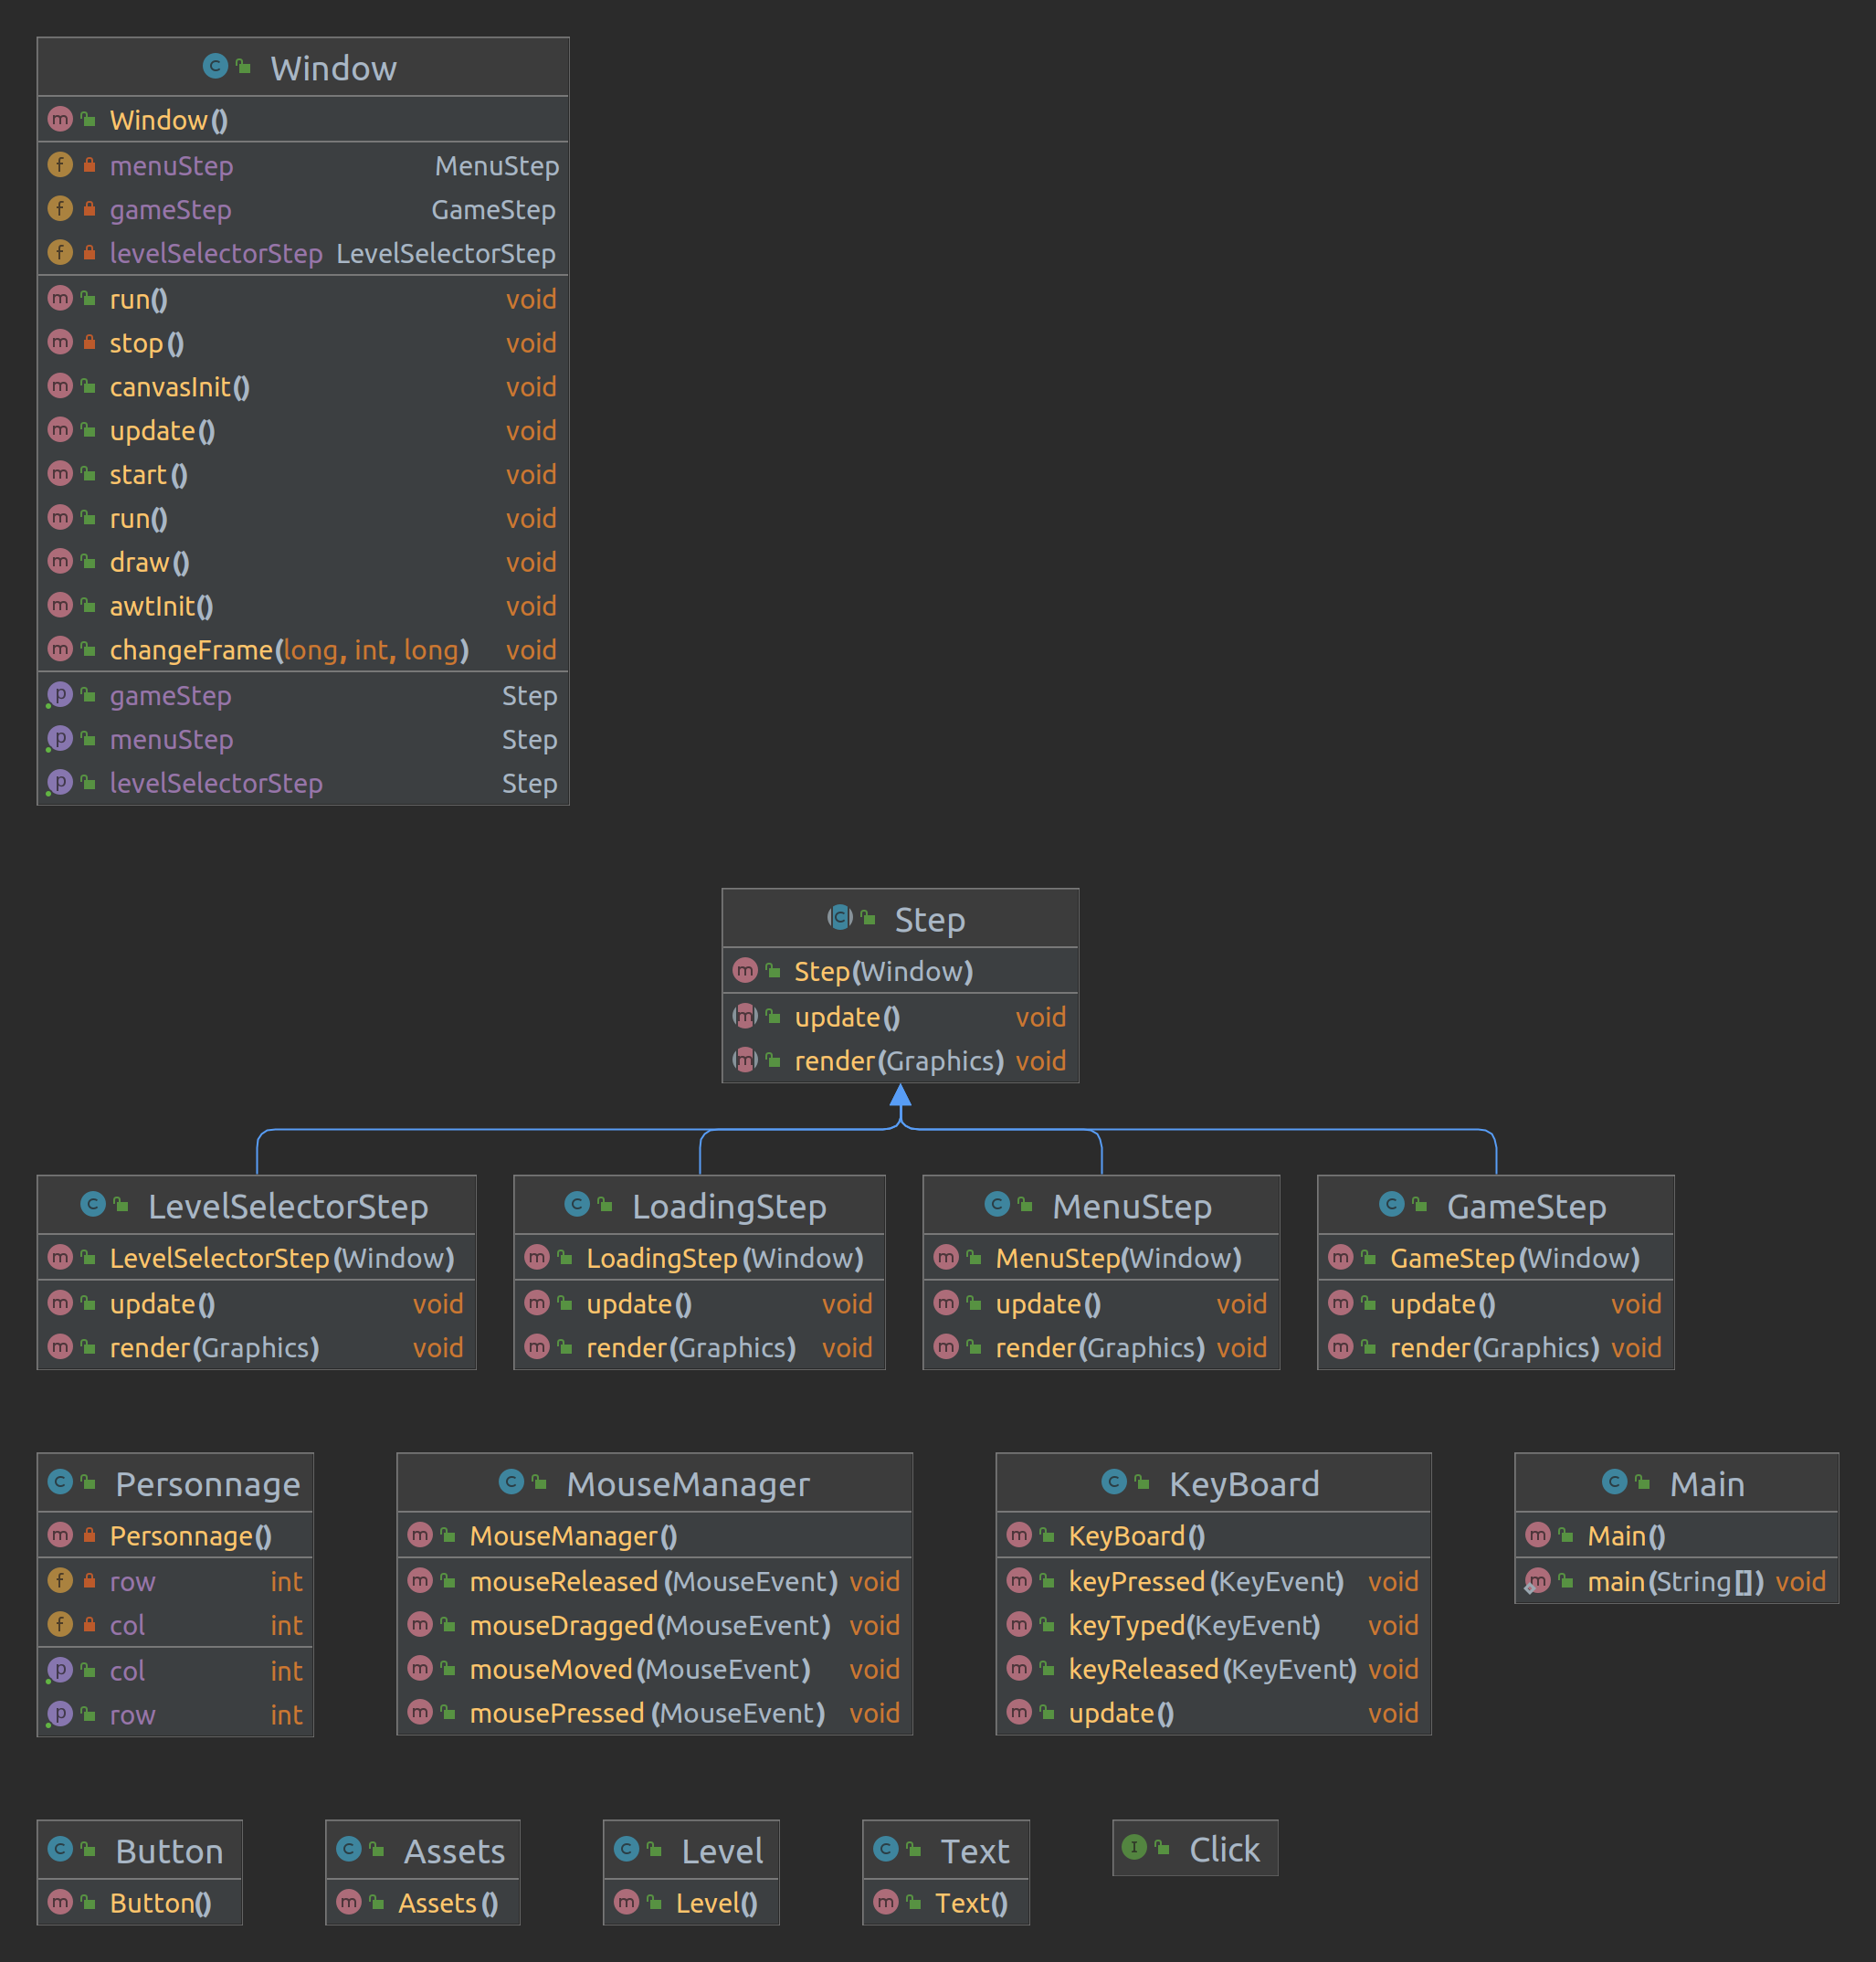 Window
Window()
menuStep MenuStep
gameStep GameStep
levelSelectorStep LevelSelectorStep
run() void
stop() void
canvasInit() void
update() void
start() void
run() void
draw() void
awtInit() void
changeFrame(long, int, long) void
gameStep Step
menuStep Step
levelSelectorStep Step
Step
Step(Window)
update() void
render(Graphics) void
LevelSelectorStep
LevelSelectorStep(Window)
update() void
render(Graphics) void
LoadingStep
LoadingStep(Window)
update() void
render(Graphics) void
MenuStep
MenuStep(Window)
update() void
render(Graphics) void
GameStep
GameStep(Window)
update() void
render(Graphics) void
Personnage
Personnage()
row int
col int
col int
row int
MouseManager
MouseManager()
mouseReleased(MouseEvent) void
mouseDragged(MouseEvent) void
mouseMoved(MouseEvent) void
mousePressed(MouseEvent) void
KeyBoard
KeyBoard()
keyPressed(KeyEvent) void
keyTyped(KeyEvent) void
keyReleased(KeyEvent) void
update() void
Main
Main()
main(String[]) void
Button
Button()
Assets
Assets()
Level
Level()
Text
Text()
Click